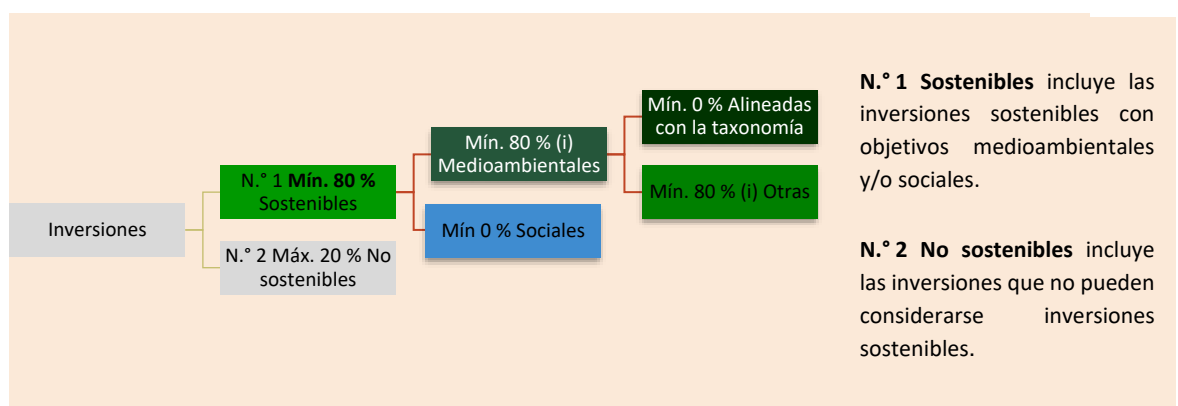 Inversiones
N.° 1 Mín. 80 %
Sostenibles
N.° 2 Máx. 20 % No
sostenibles
Mín. 80 % (i)
Medioambientales
Mín 0 % Sociales
Mín. 0 % Alineadas
con la taxonomía
Mín. 80 % (i) Otras
N.° 1 Sostenibles incluye las
inversiones sostenibles con
objetivos medioambientales
y/o sociales.
N.° 2 No sostenibles incluye
las inversiones que no pueden
considerarse inversiones
sostenibles.